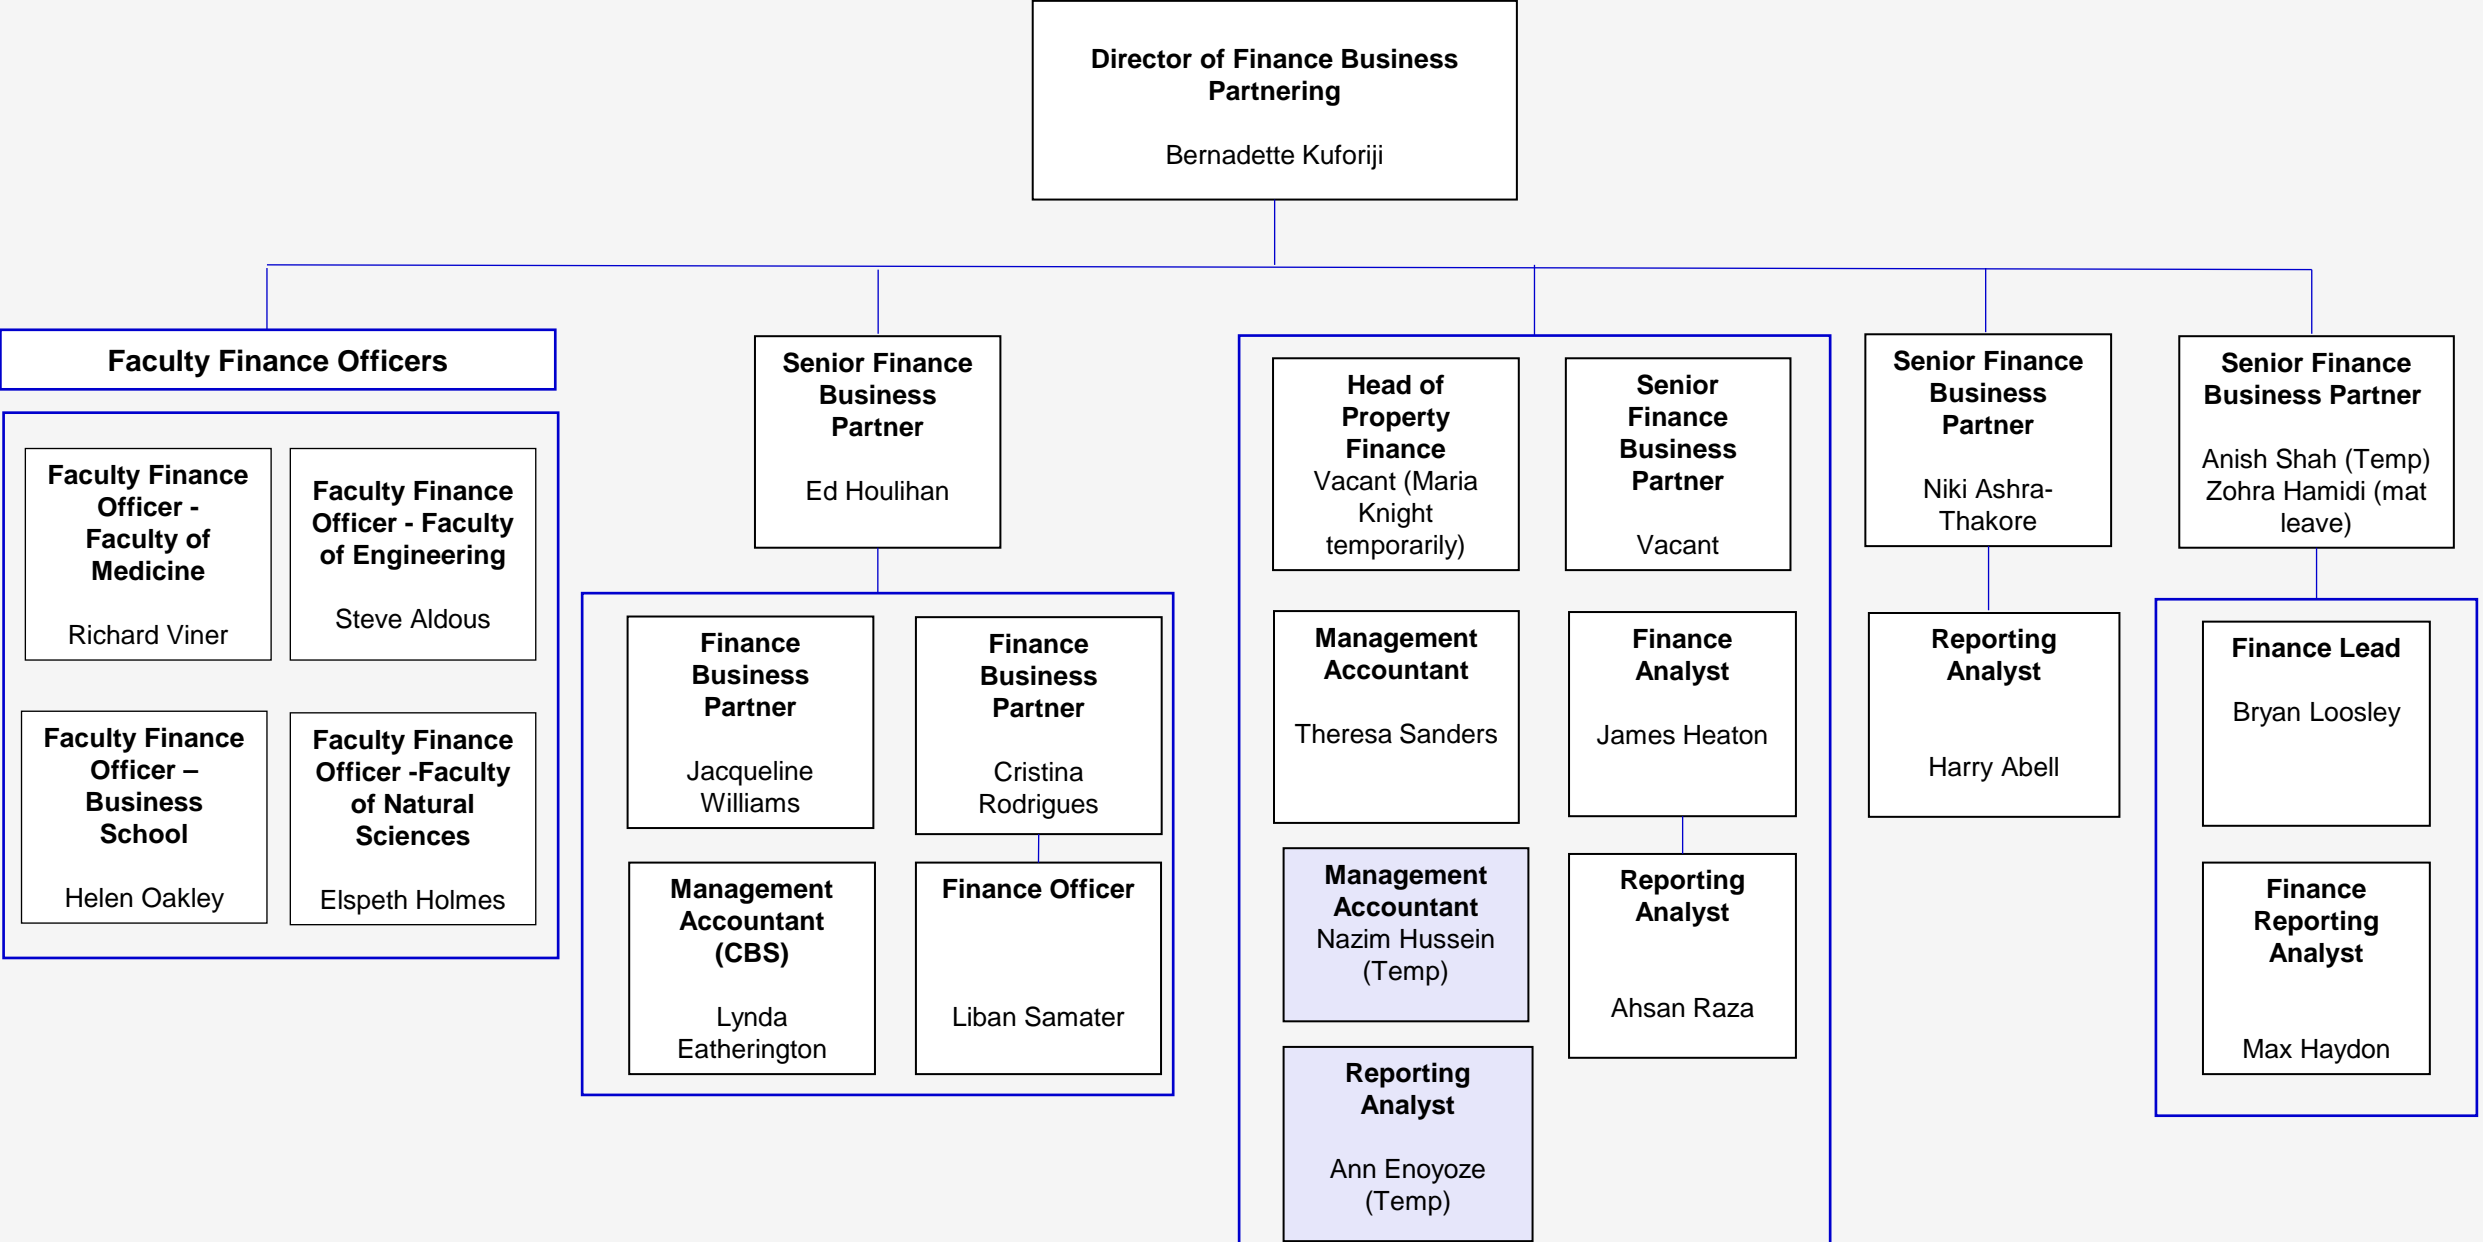 Director of Finance Business
Partnering
Bernadette Kuforiji
Faculty Finance Officers
Faculty Finance
Officer -
Faculty of
Medicine
Richard Viner
Faculty Finance
Officer - Faculty
of Engineering
Steve Aldous
Faculty Finance
Officer –
Business
School
Helen Oakley
Faculty Finance
Officer -Faculty
of Natural
Sciences
Elspeth Holmes
Senior Finance
Business
Partner
Ed Houlihan
Finance
Business
Partner
Jacqueline
Williams
Finance
Business
Partner
Cristina
Rodrigues
Management
Accountant
(CBS)
Lynda
Eatherington
Finance Officer
Liban Samater
Head of
Property
Finance
Vacant (Maria
Knight
temporarily)
Senior
Finance
Business
Partner
Vacant
Management
Accountant
Theresa Sanders
Finance
Analyst
James Heaton
Management
Accountant
Nazim Hussein
(Temp)
Reporting
Analyst
Ahsan Raza
Reporting
Analyst
Ann Enoyoze
(Temp)
Senior Finance
Business
Partner
Niki Ashra-
Thakore
Reporting
Analyst
Harry Abell
Senior Finance
Business Partner
Anish Shah (Temp)
Zohra Hamidi (mat
leave)
Finance Lead
Bryan Loosley
Finance
Reporting
Analyst
Max Haydon